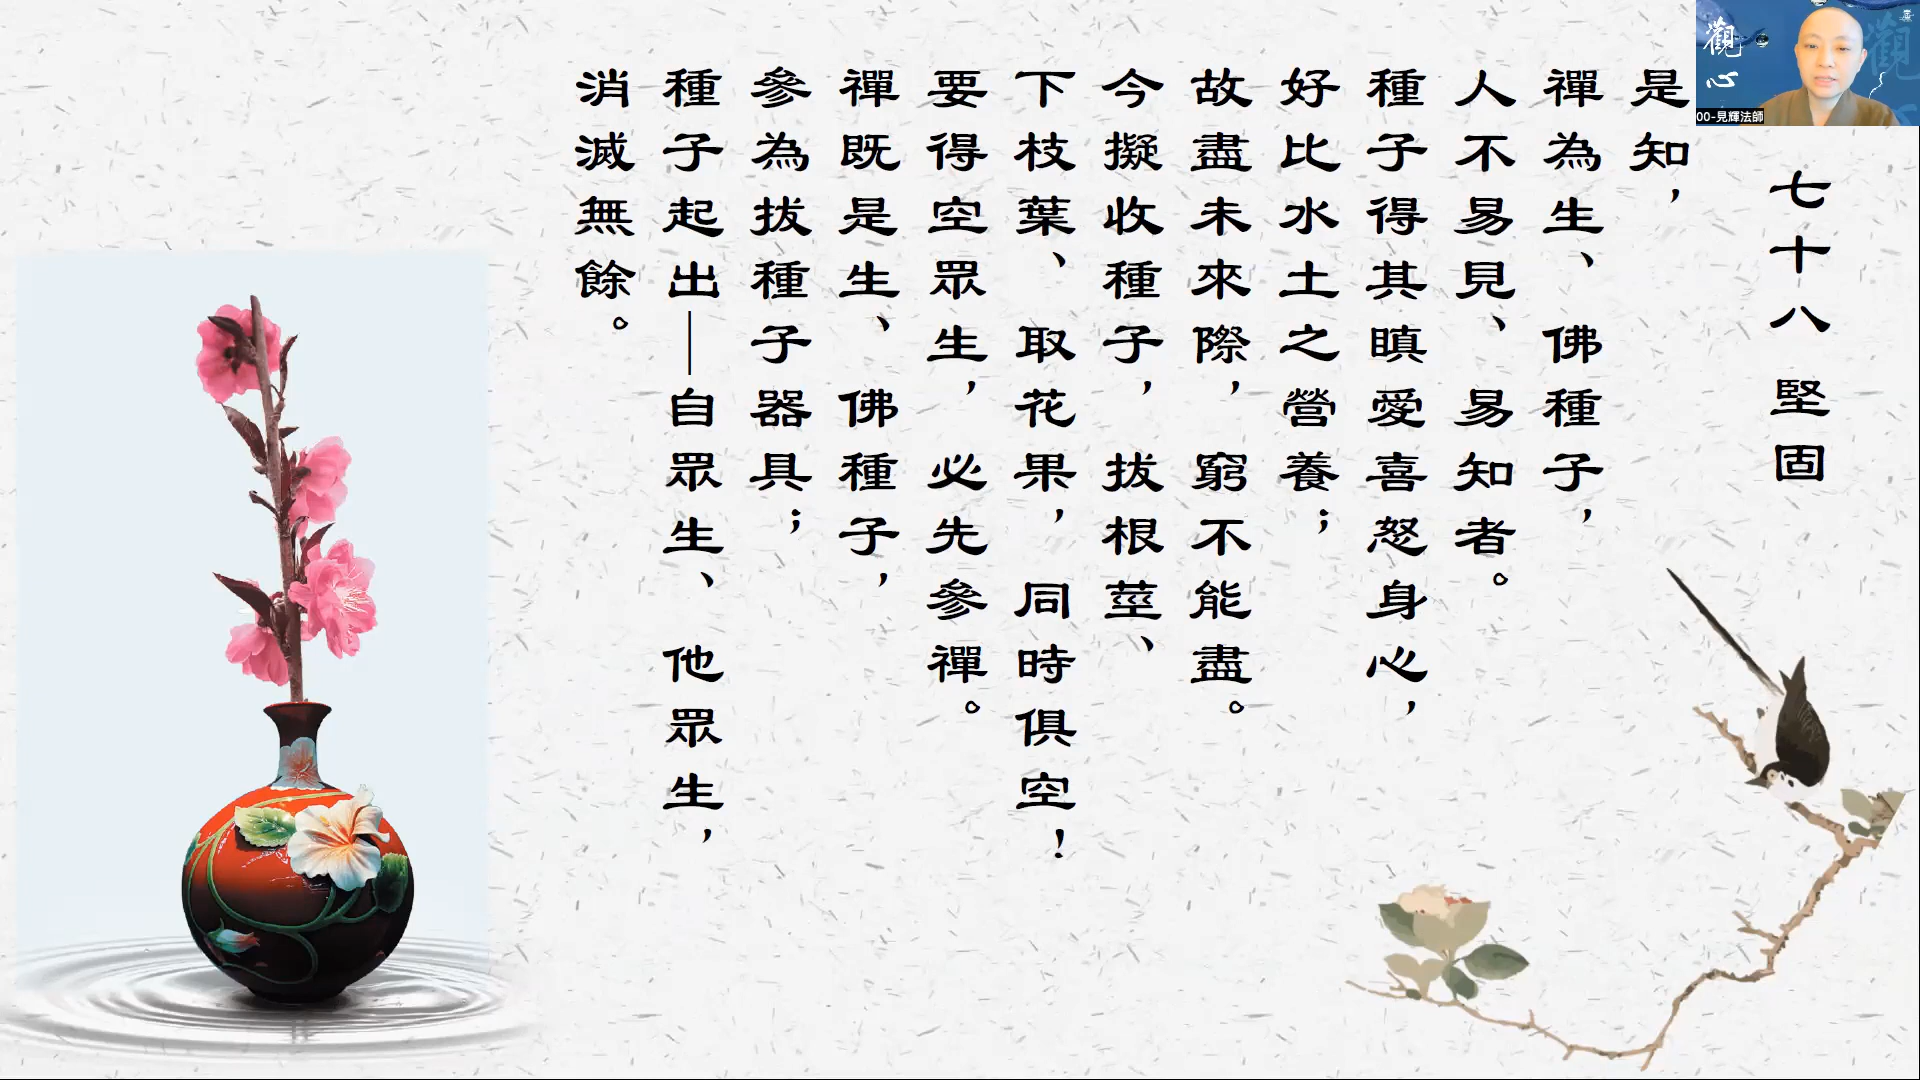 七十八 堅固
是知，
禪為生、佛種子，
人不易見、易知者。
種子得其瞋愛喜怒身心，
好比水土之營養；
故盡未來際，窮不能盡。
今擬收種子，拔根莖、
下枝葉、取花果，同時俱空！
要得空眾生，必先參禪。
禪既是生、佛種子，
參為拔種子器具；
種子起出—自眾生、他眾生，
消滅無餘。
觀心
00-見輝法師